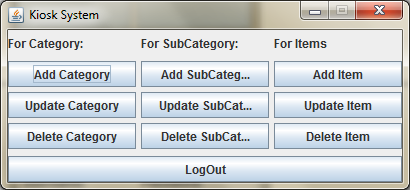 Kiosk System
For Category: For SubCategory: For Items
Add Category Add SubCateg... Add Item
Update Category Update SubCat... Update Item
Delete Category Delete SubCat... Delete Item
LogOut